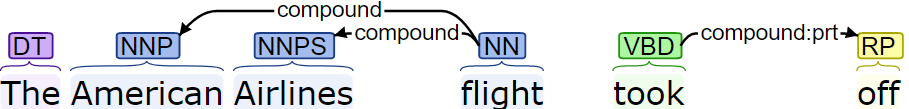 compound
compound compound:prt
DT NNP NNPS NN VBD RP
The American Airlines flight took off